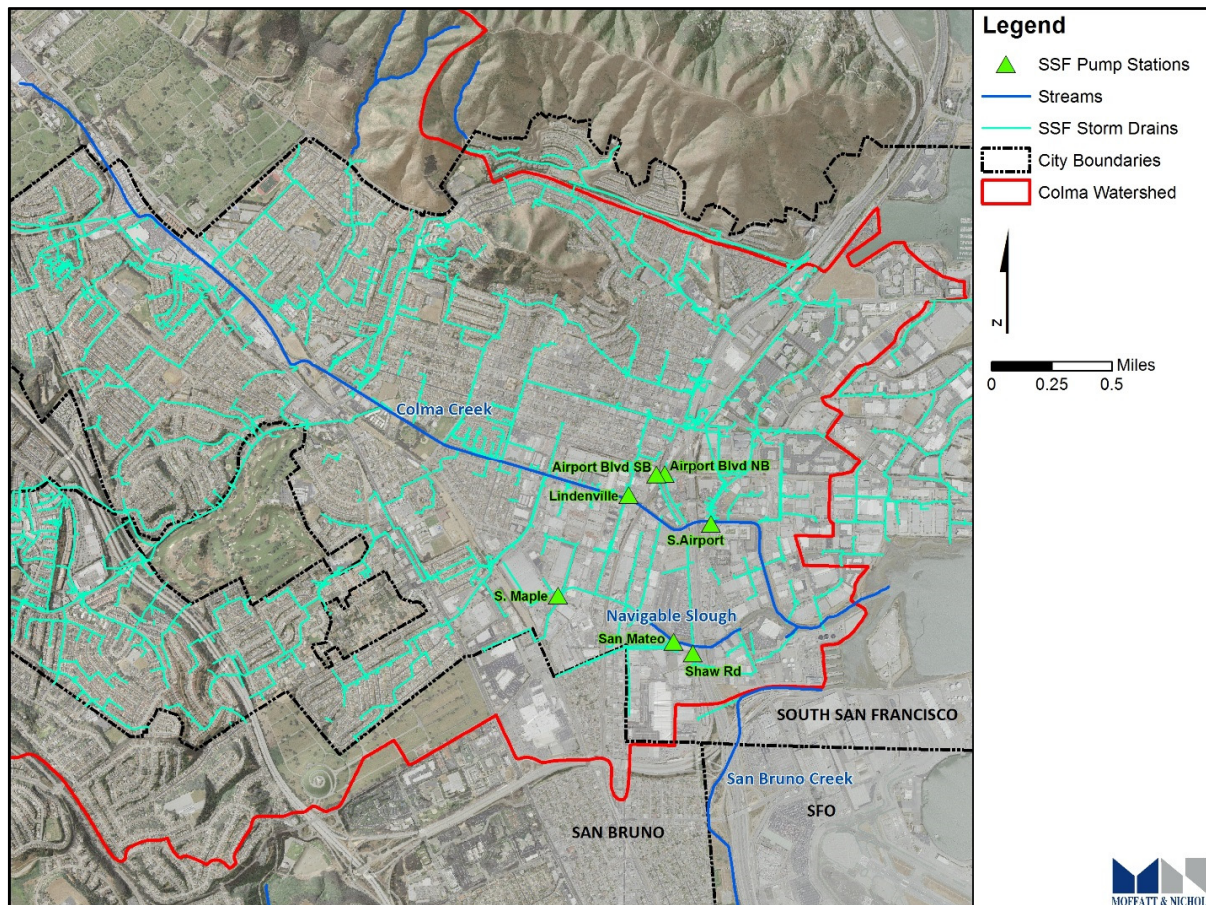 Legend
SSF Pump Stations
Streams
SSF Storm Drains
City Boundaries
Colma Watershed
N
Miles
0 0.25 0.5
Colma Creek
Airport Blvd SB
Airport Blvd NB
Lindenville
S.Airport
S. Maple
Navigable Slough
San Mateo
Shaw Rd
SOUTH SAN FRANCISCO
San Bruno Creek
SFO
SAN BRUNO
MOFFATT & NICHOL